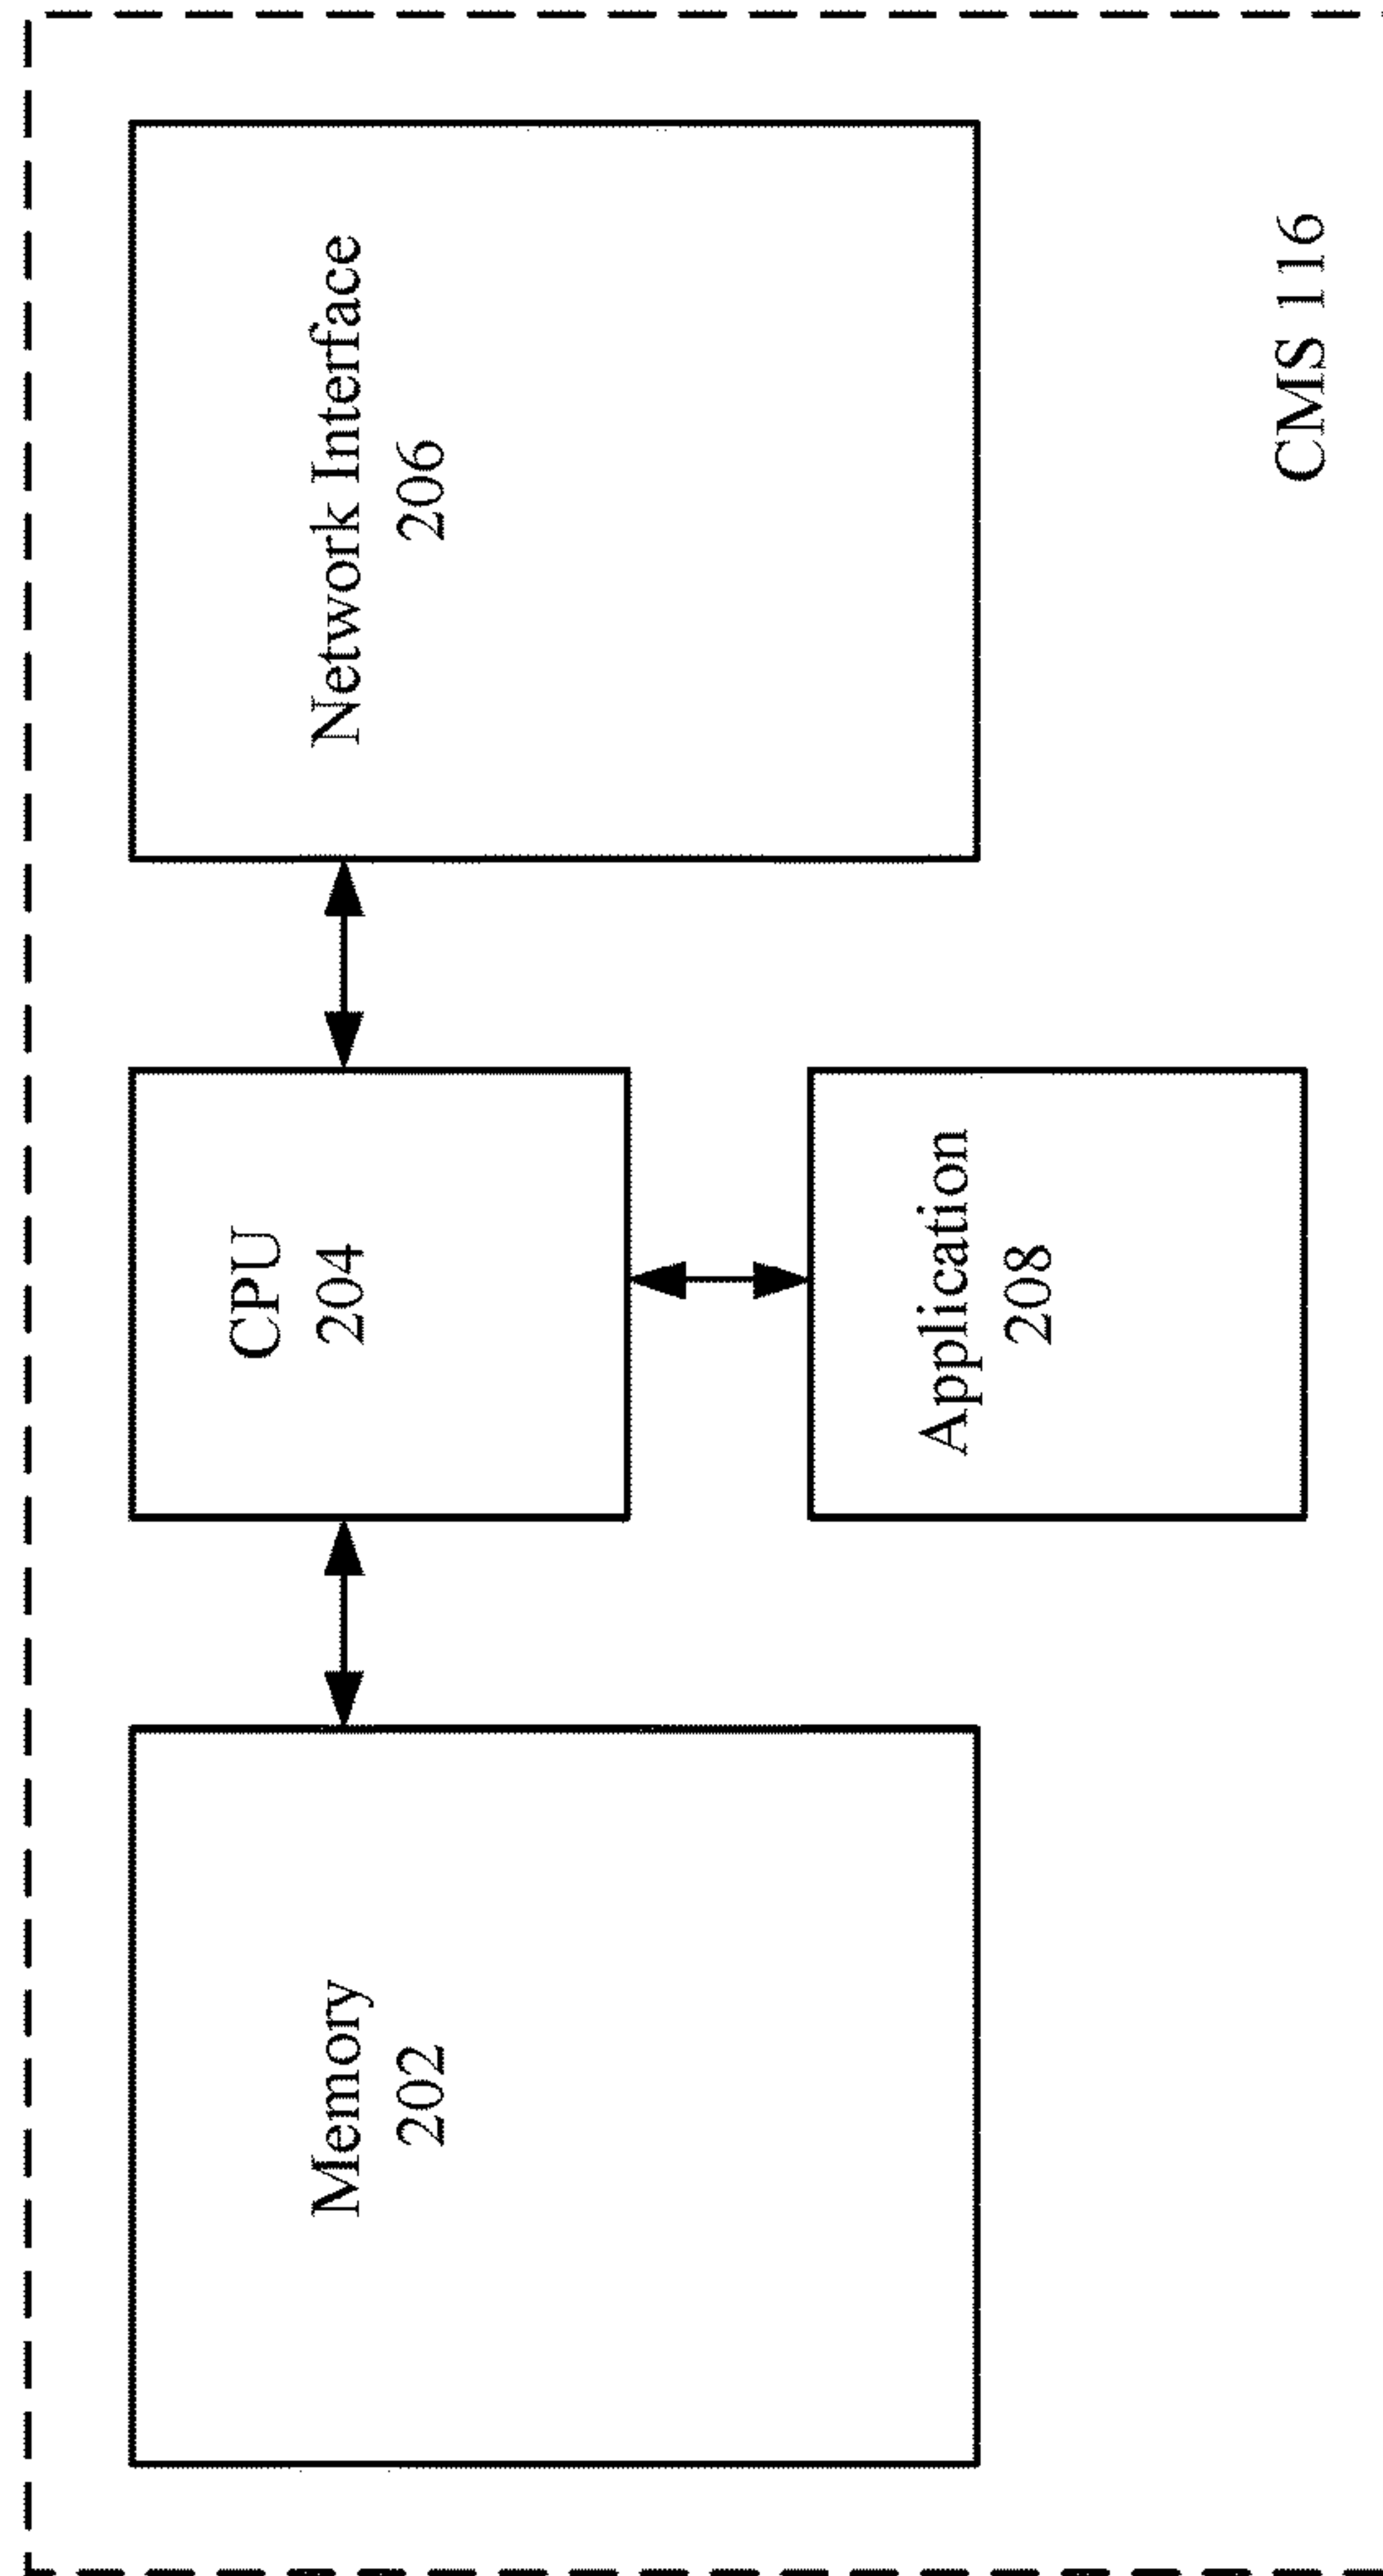 Memory
202
CPU
204
Network Interface
206
Application
208
CMS 116